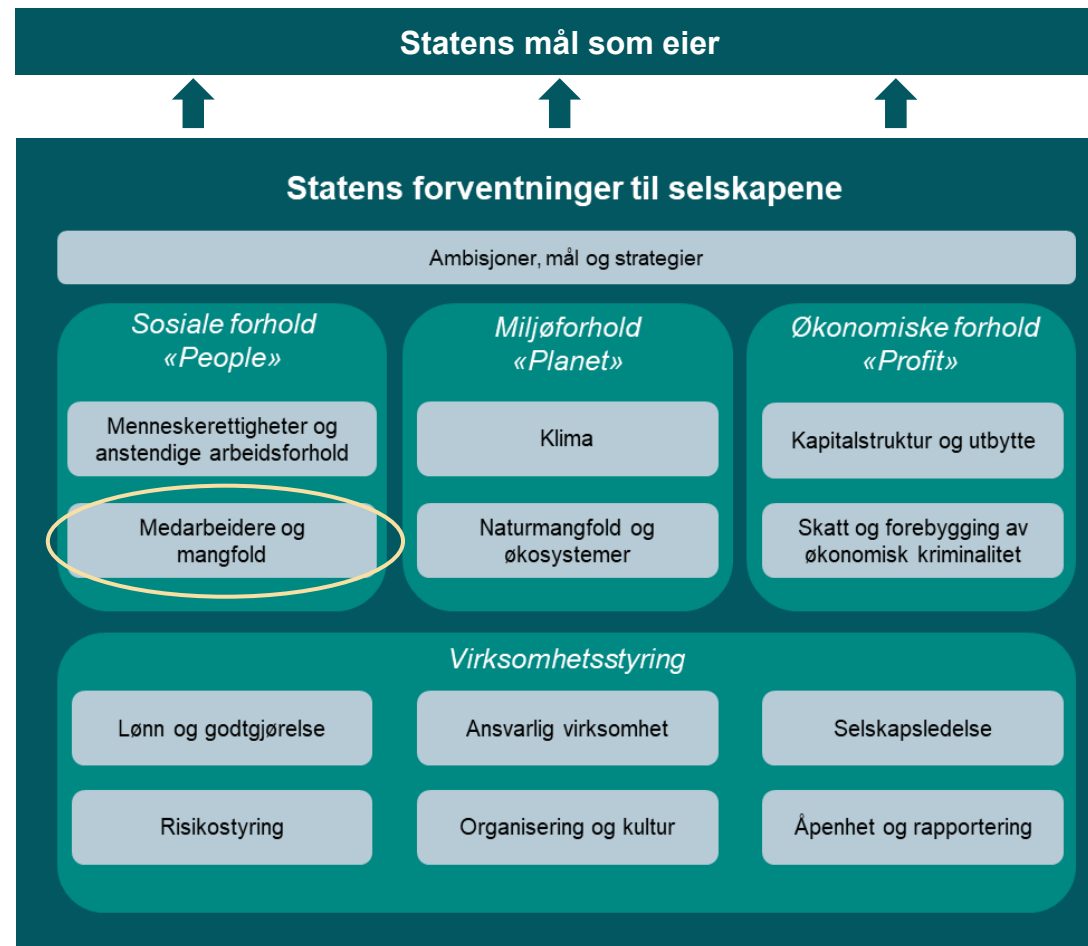 Statens mål som eier
Statens forventninger til selskapene
Ambisjoner, mål og strategier
Sosiale forhold
«People»
Menneskerettigheter og
anstendige arbeidsforhold
Medarbeidere og
mangfold
Miljøforhold
«Planet»
Klima
Naturmangfold og
økosystemer
Økonomiske forhold
«Profit»
Kapitalstruktur og utbytte
Skatt og forebygging av
økonomisk kriminalitet
Virksomhetsstyring
Lønn og godtgjørelse
Ansvarlig virksomhet
Selskapsledelse
Risikostyring
Organisering og kultur
Åpenhet og rapportering